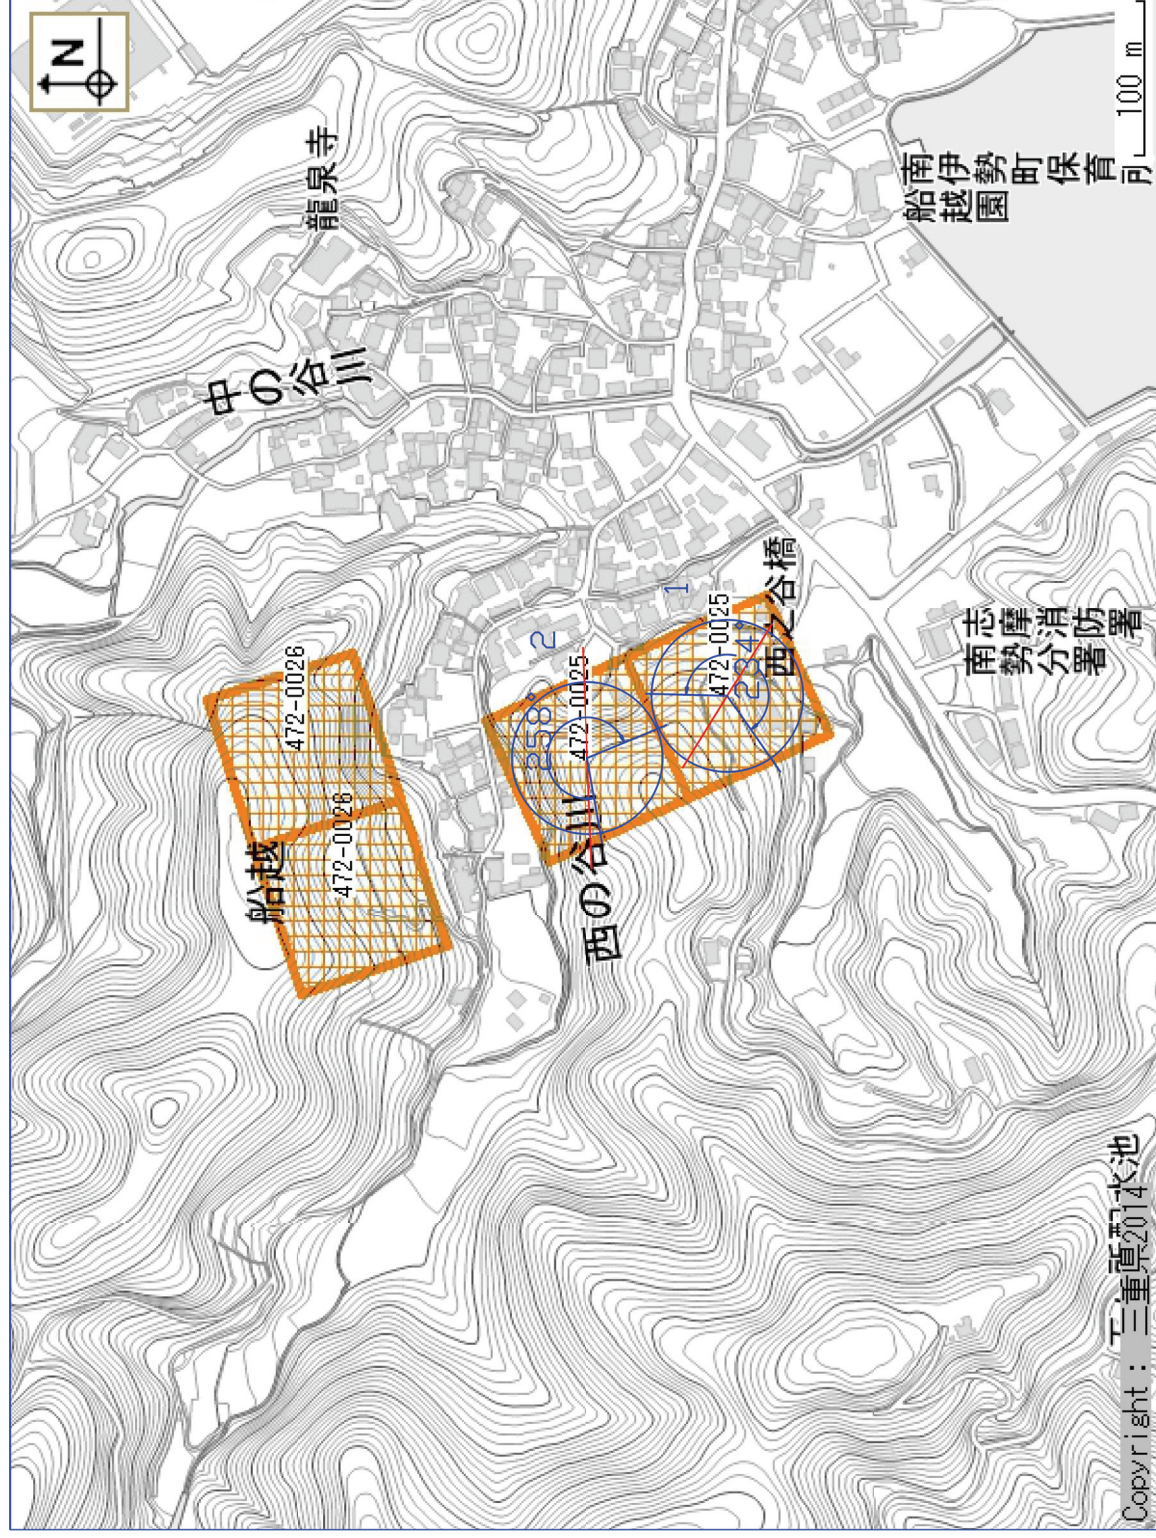 N
龍泉寺
中の谷川
船越
472-0026
472-0026
2
258°
472-0025
1
472-0025
234°
西の谷川
西之谷橋
南伊勢町保育所
船越園
志摩消防署
南勢分署
100 m
Copyright : 三重県2014